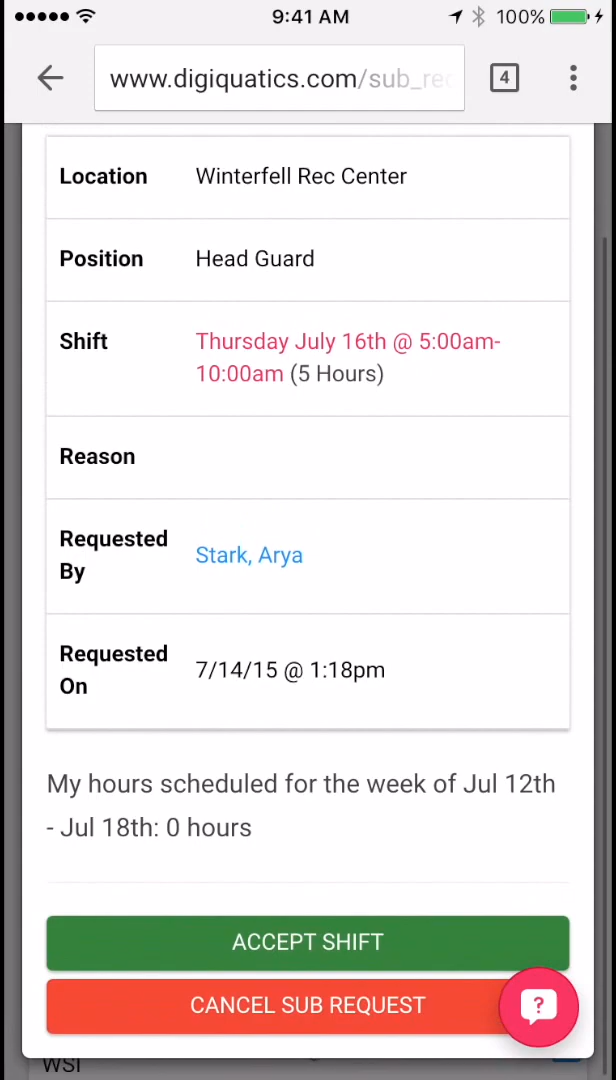 9:41 AM 100%
www.digiquatics.com/sub_rec 4
Location Winterfell Rec Center
Position Head Guard
Shift Thursday July 16th @ 5:00am-
10:00am (5 Hours)
Reason
Requested
By Stark, Arya
Requested
On 7/14/15 @ 1:18pm
My hours scheduled for the week of Jul 12th
- Jul 18th: 0 hours
ACCEPT SHIFT
CANCEL SUB REQUEST
?
WSI